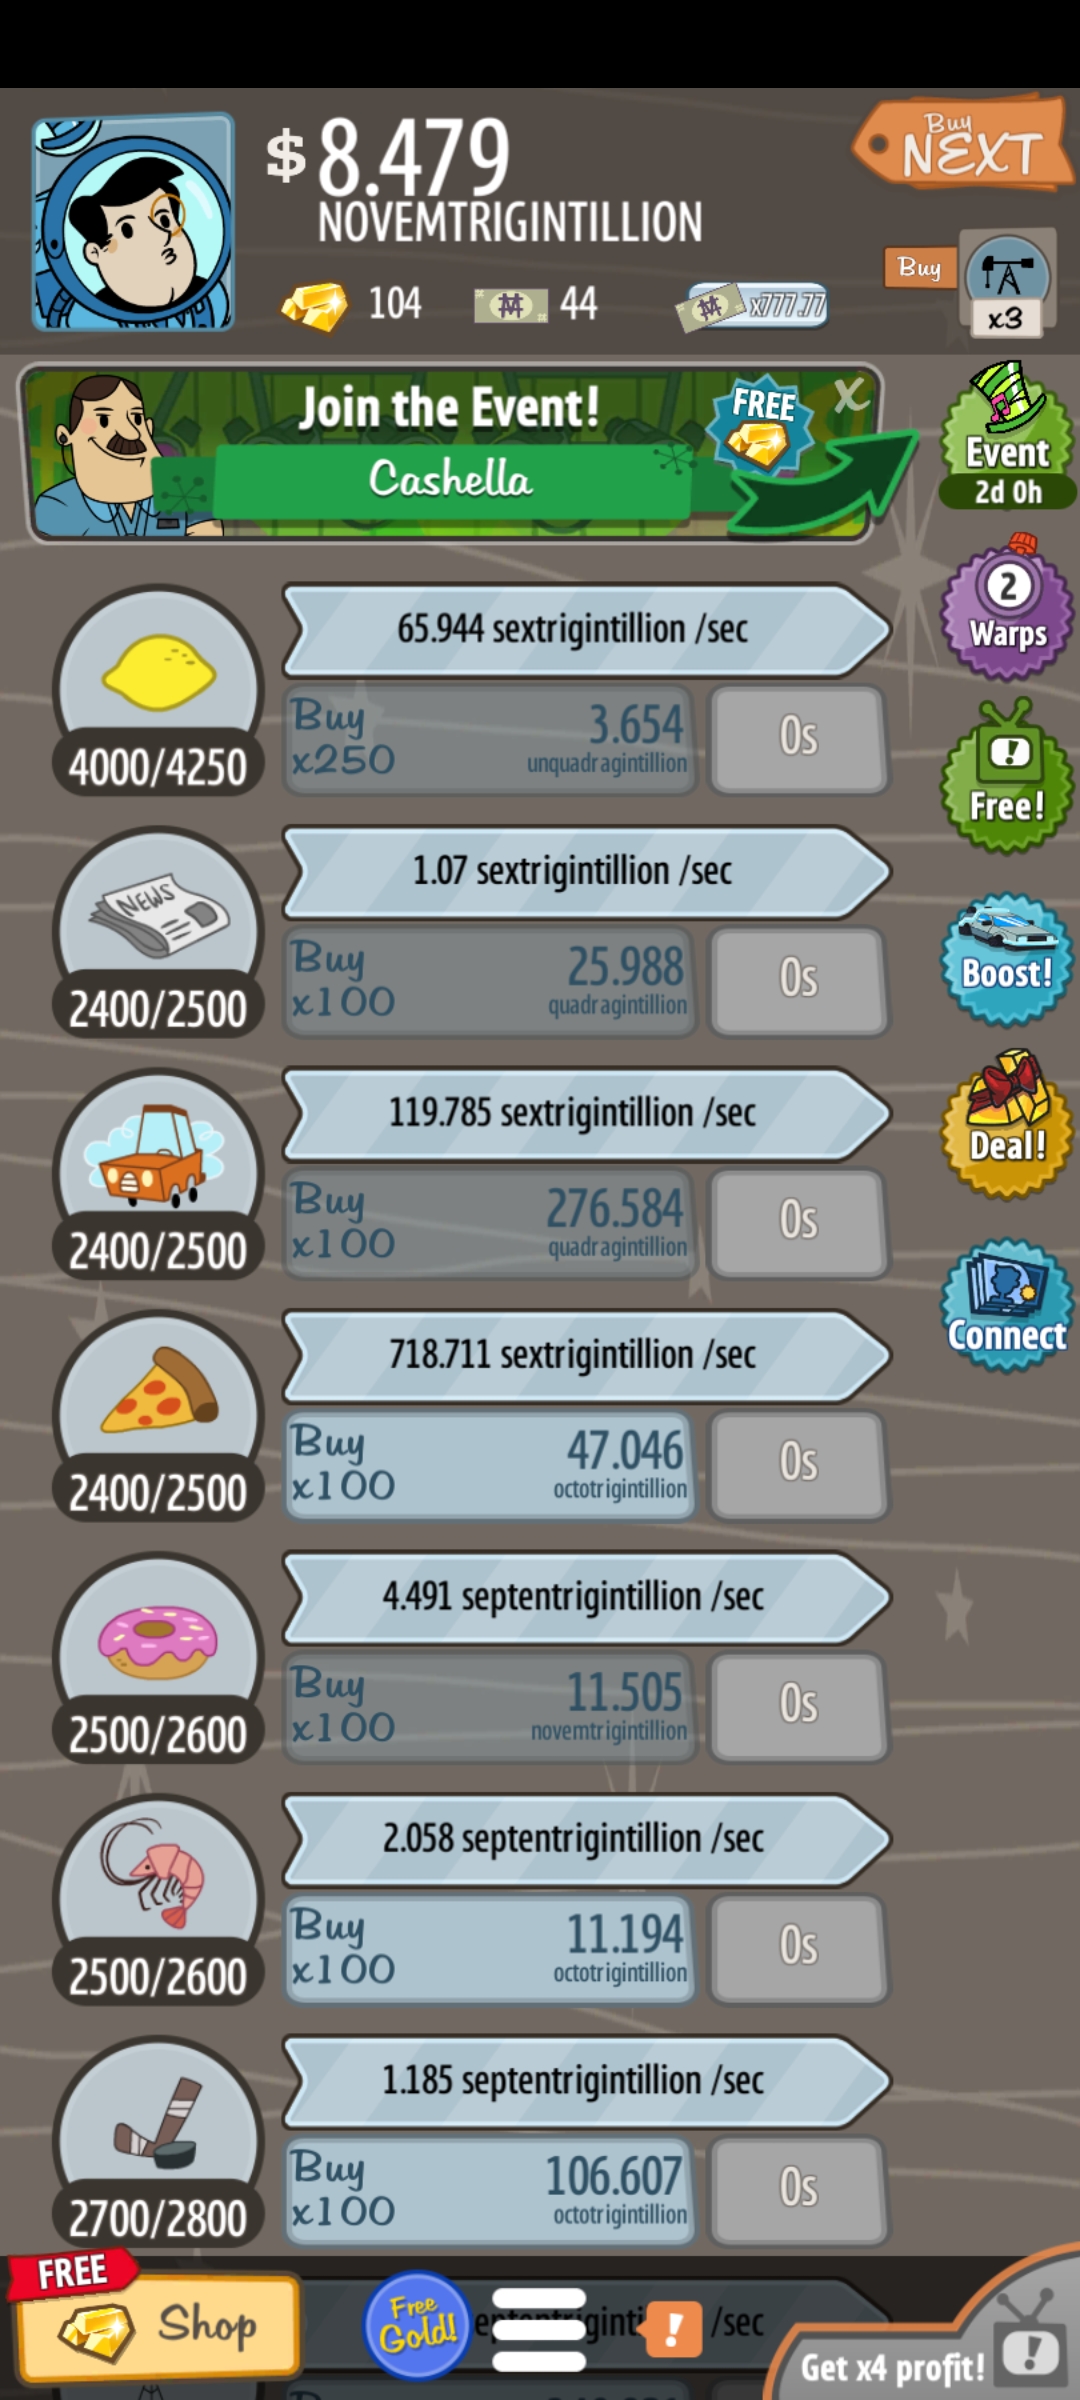 $8.479
NOVEMTRIGINTILLION
Buy
NEXT
104
44
x777.77
Buy
x3
Join the Event!
Cashella
FREE
X
Event
2d 0h
65.944 sextrigintillion /sec
Buy
x250
3.654
unquadragintillion
0s
4000/4250
2
Warps
Free!
NEWS
1.07 sextrigintillion /sec
Buy
x100
25.988
quadragintillion
0s
2400/2500
Boost!
119.785 sextrigintillion /sec
Buy
x100
276.584
quadragintillion
0s
2400/2500
Deal!
Connect
718.711 sextrigintillion /sec
Buy
x100
47.046
octotrigintillion
0s
2400/2500
4.491 septentrigintillion /sec
Buy
x100
11.505
novemtrigintillion
0s
2500/2600
2.058 septentrigintillion /sec
Buy
x100
11.194
octotrigintillion
0s
2500/2600
1.185 septentrigintillion /sec
Buy
x100
106.607
octotrigintillion
0s
2700/2800
FREE
Shop
Free
Gold!
!
/sec
Get x4 profit!
!